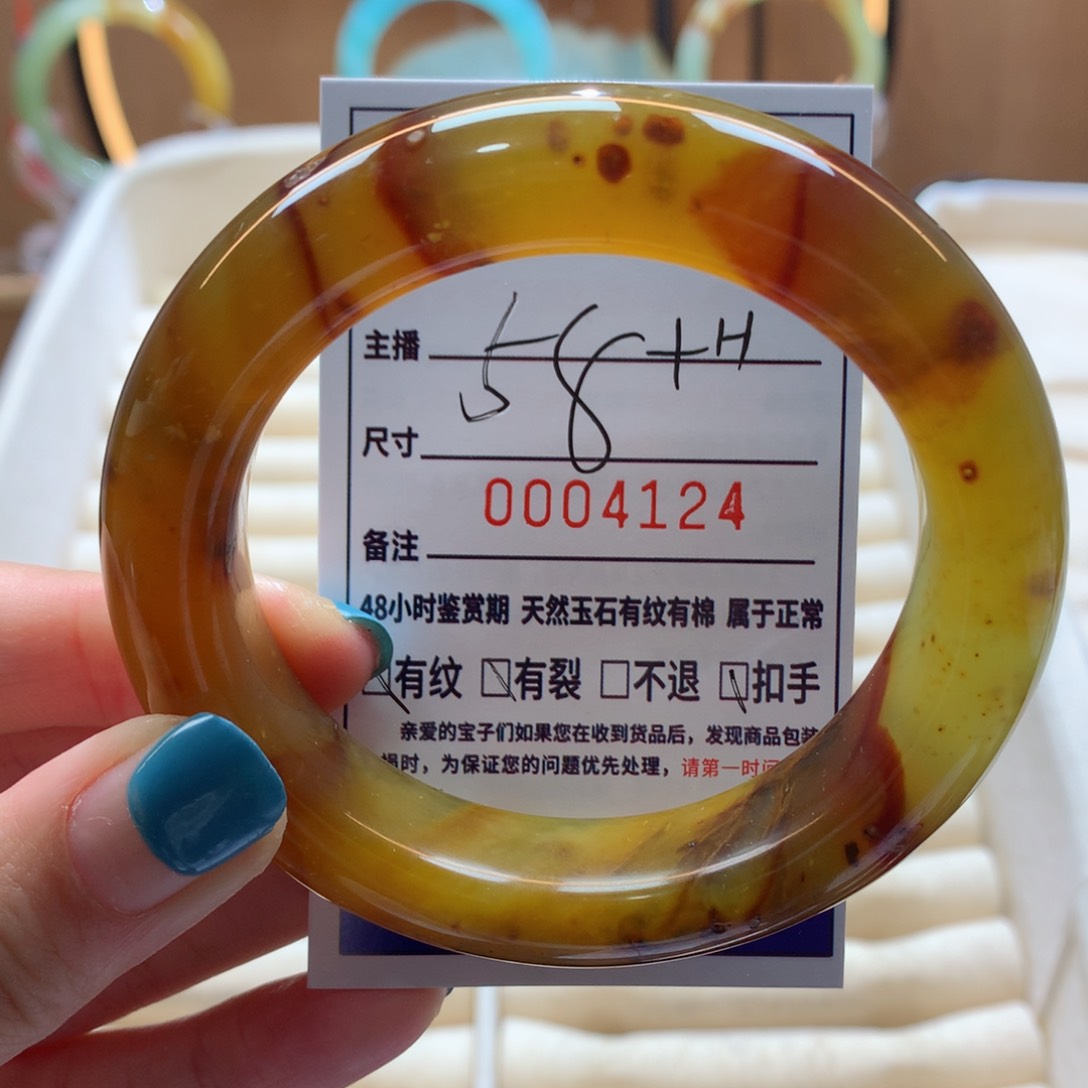 主播 58+H
尺寸
0004124
备注
48小时鉴赏期 天然玉石有纹有棉 属于正常
☑有纹 ☑有裂 ☐不退 ☑扣手
亲爱的宝子们如果您在收到货品后，发现商品包装
损时，为保证您的问题优先处理，请第一时间